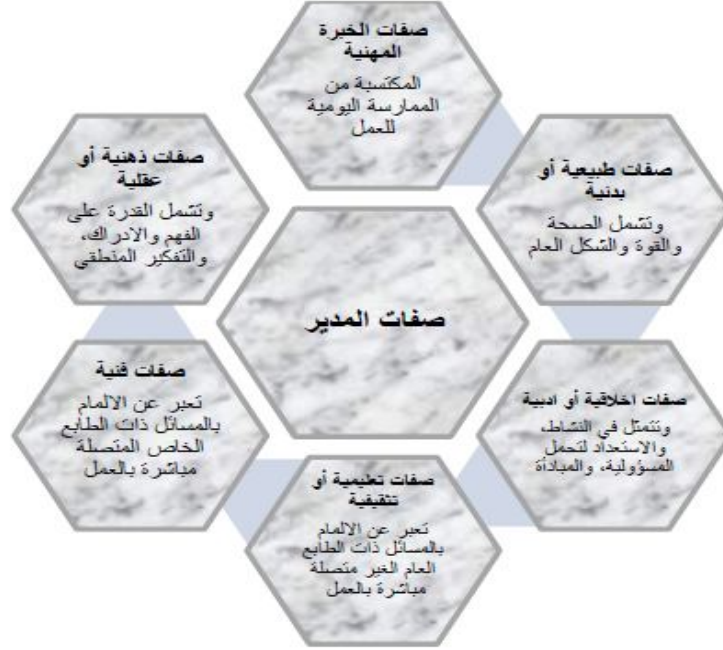 صفات الخبرة
المهنية
المكتسبة من
الممارسة اليومية
للعمل
صفات طبيعية أو
بدنية
وتشمل الصحة
والقوة والشكل العام
صفات اخلاقية أو ادبية
وتتمثل في النشاط،
والاستعداد لتحمل
المسؤولية، والمبادأة
صفات تعليمية أو
تثقيفية
تعبر عن الالمام
بالمسائل ذات الطابع
العام الغير متصلة
مباشرة بالعمل
صفات فنية
تعبر عن الالمام
بالمسائل ذات الطابع
الخاص المتصلة
مباشرة بالعمل
صفات ذهنية أو
عقلية
وتشمل القدرة على
الفهم والادراك،
والتفكير المنطقي
صفات المدير